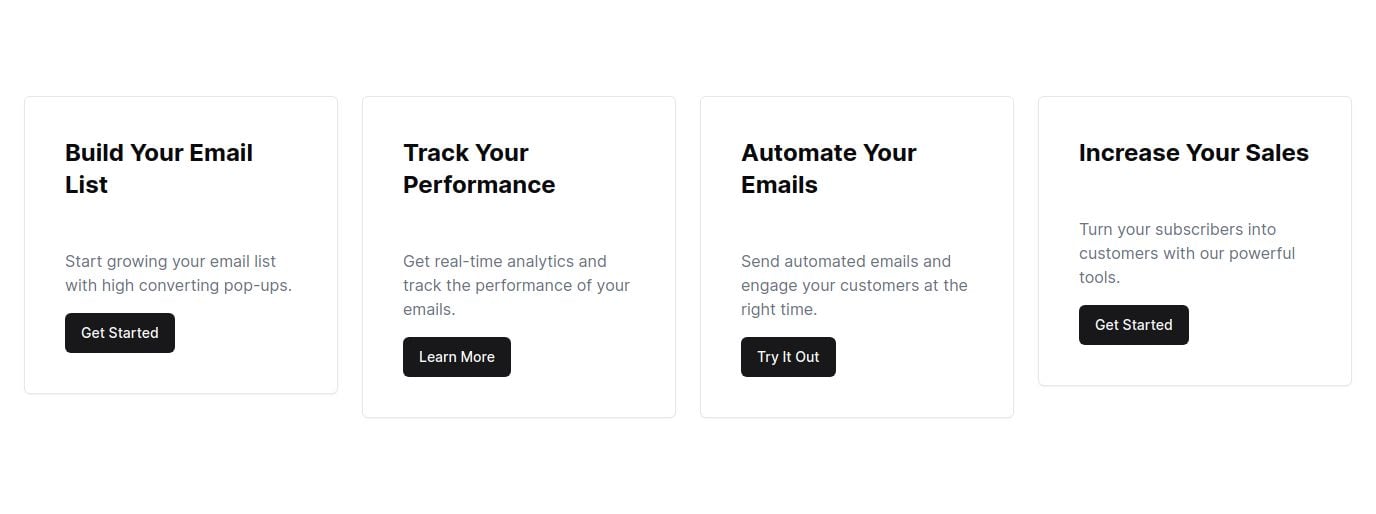 Build Your Email
List
Start growing your email list
with high converting pop-ups.
Get Started
Track Your
Performance
Get real-time analytics and
track the performance of your
emails.
Learn More
Automate Your
Emails
Send automated emails and
engage your customers at the
right time.
Try It Out
Increase Your Sales
Turn your subscribers into
customers with our powerful
tools.
Get Started